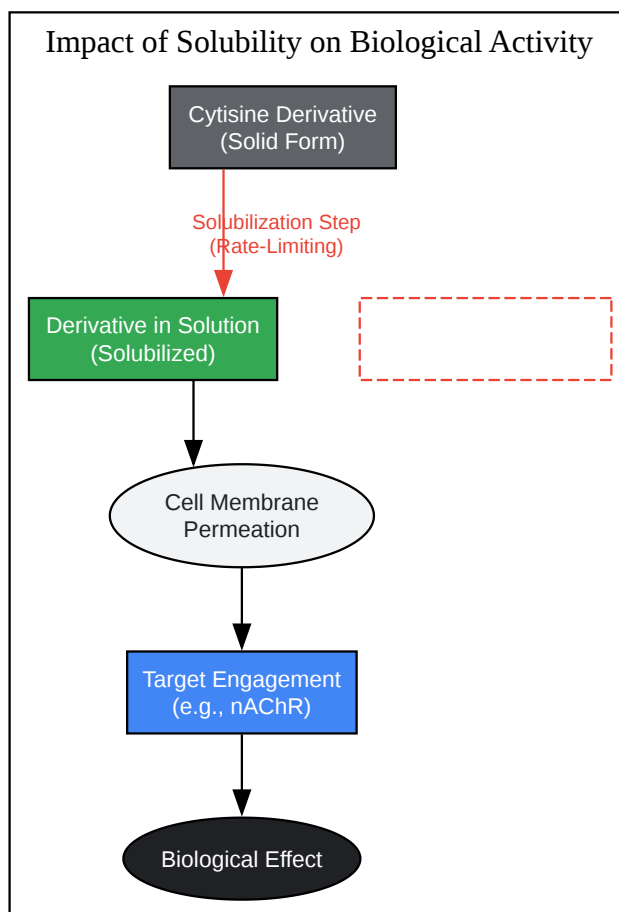 Impact of Solubility on Biological Activity
Cytisine Derivative
(Solid Form)
Solubilization Step
(Rate-Limiting)
Derivative in Solution
(Solubilized)
Cell Membrane
Permeation
Target Engagement
(e.g., nAChR)
Biological Effect